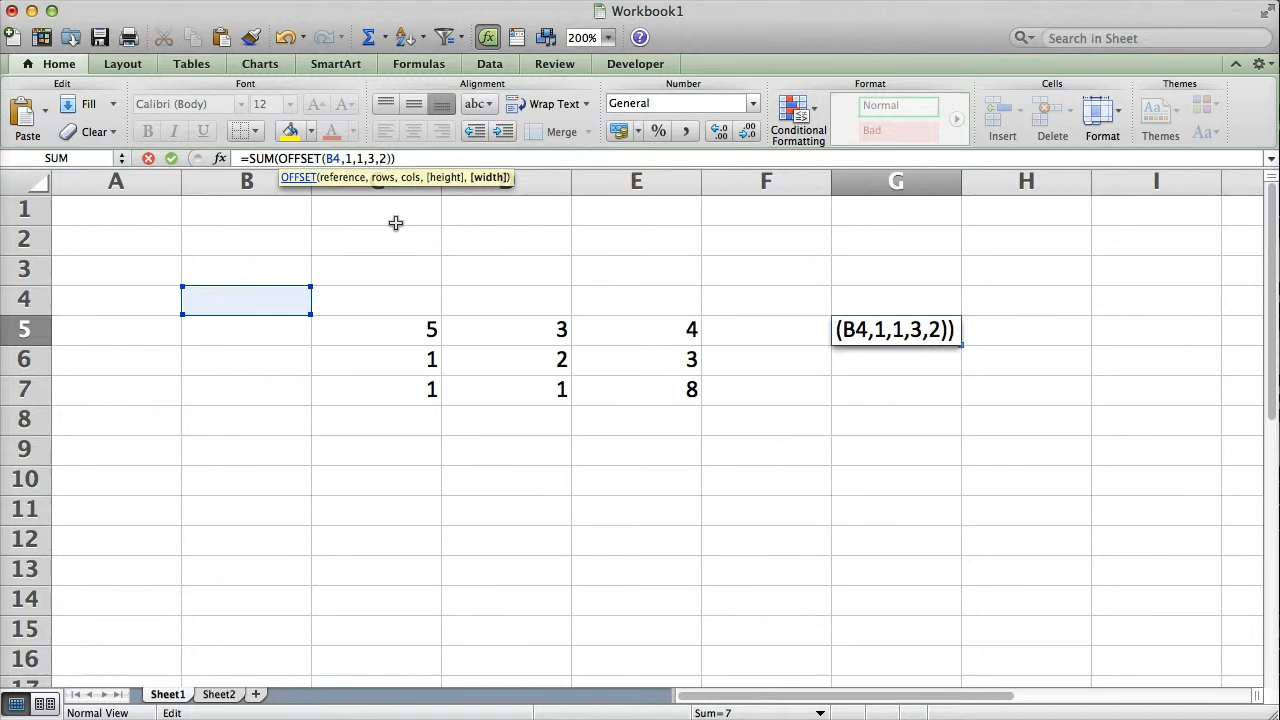 Workbook1
200%
Search in Sheet
Home Layout Tables Charts SmartArt Formulas Data Review Developer
Edit Font Alignment Number Format Cells Themes
Paste Fill Calibri (Body) 12 A A abc Wrap Text General Conditional Formatting Normal Insert Delete Format Themes Aa
Clear B I U A Merge % , Bad
SUM fx =SUM(OFFSET(B4,1,1,3,2))
OFFSET(reference, rows, cols, [height], [width])
A B C D E F G H I
1
2
3
4
5 5 3 4 (B4,1,1,3,2))
6 1 2 3
7 1 1 8
8
9
10
11
12
13
14
15
16
17
Sheet1 Sheet2
Normal View Edit Sum=7